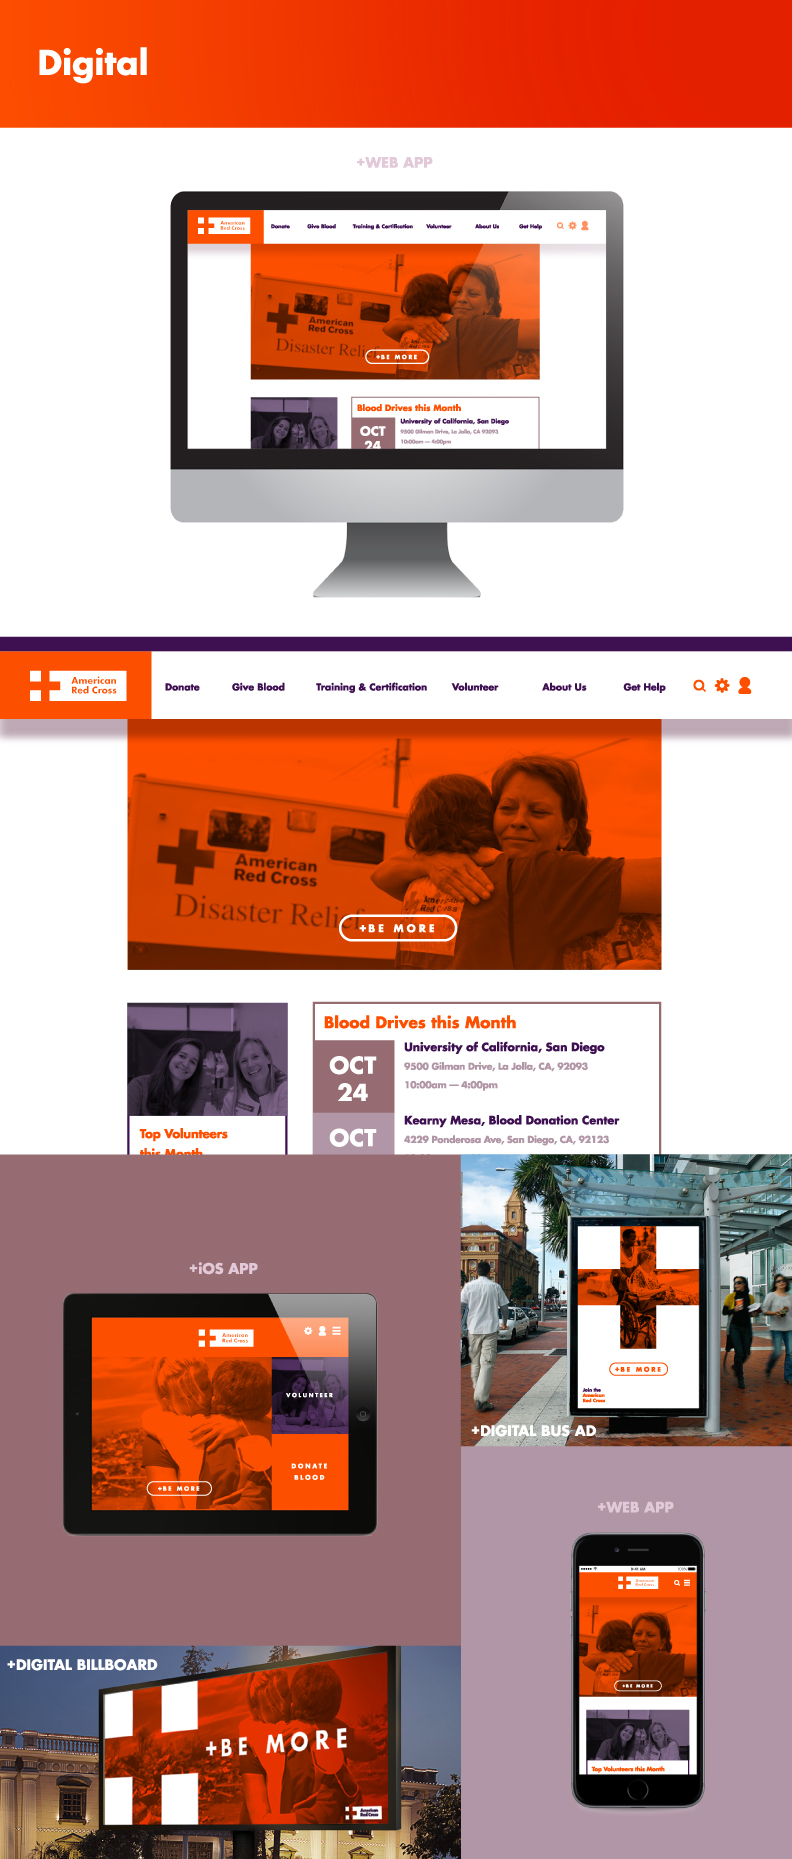 Digital
+WEB APP
American
Red Cross
Donate Give Blood Training & Certification Volunteer About Us Get Help
American
Red Cross
Disaster Relief
+BE MORE
Blood Drives this Month
OCT
24
University of California, San Diego
9500 Gilman Drive, La Jolla, CA 92093
10:00am — 4:00pm
American
Red Cross
Donate Give Blood Training & Certification Volunteer About Us Get Help
American
Red Cross
Disaster Relief
+BE MORE
Blood Drives this Month
OCT
24
University of California, San Diego
9500 Gilman Drive, La Jolla, CA, 92093
10:00am — 4:00pm
Top Volunteers
this Month
OCT
Kearny Mesa, Blood Donation Center
4229 Ponderosa Ave, San Diego, CA, 92123
+iOS APP
American
Red Cross
VOLUNTEER
DONATE
BLOOD
+BE MORE
+BE MORE
Join the
American
Red Cross
+DIGITAL BUS AD
+WEB APP
9:41 AM 100%
American
Red Cross
+BE MORE
Top Volunteers this Month
+DIGITAL BILLBOARD
+BE MORE
American
Red Cross